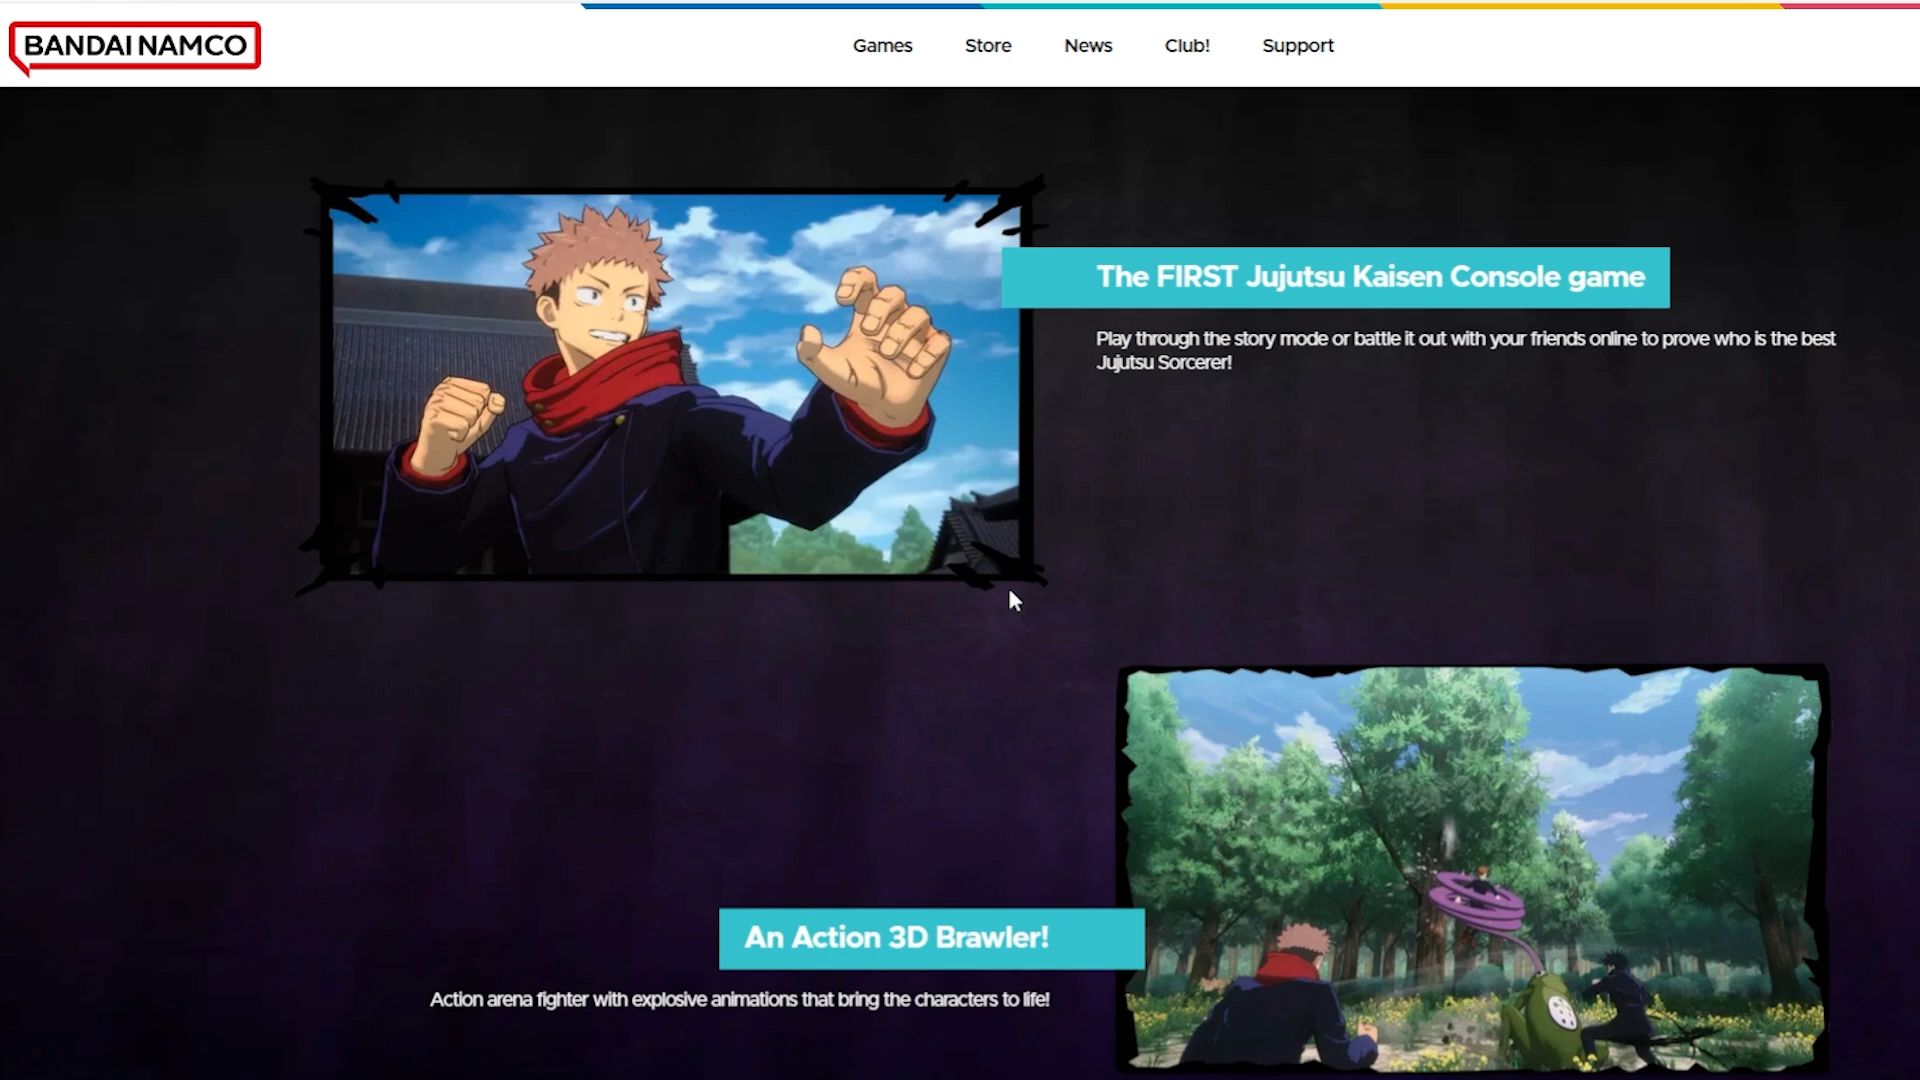 BANDAI NAMCO
Games Store News Club! Support
The FIRST Jujutsu Kaisen Console game
Play through the story mode or battle it out with your friends online to prove who is the best
Jujutsu Sorcerer!
An Action 3D Brawler!
Action arena fighter with explosive animations that bring the characters to life!